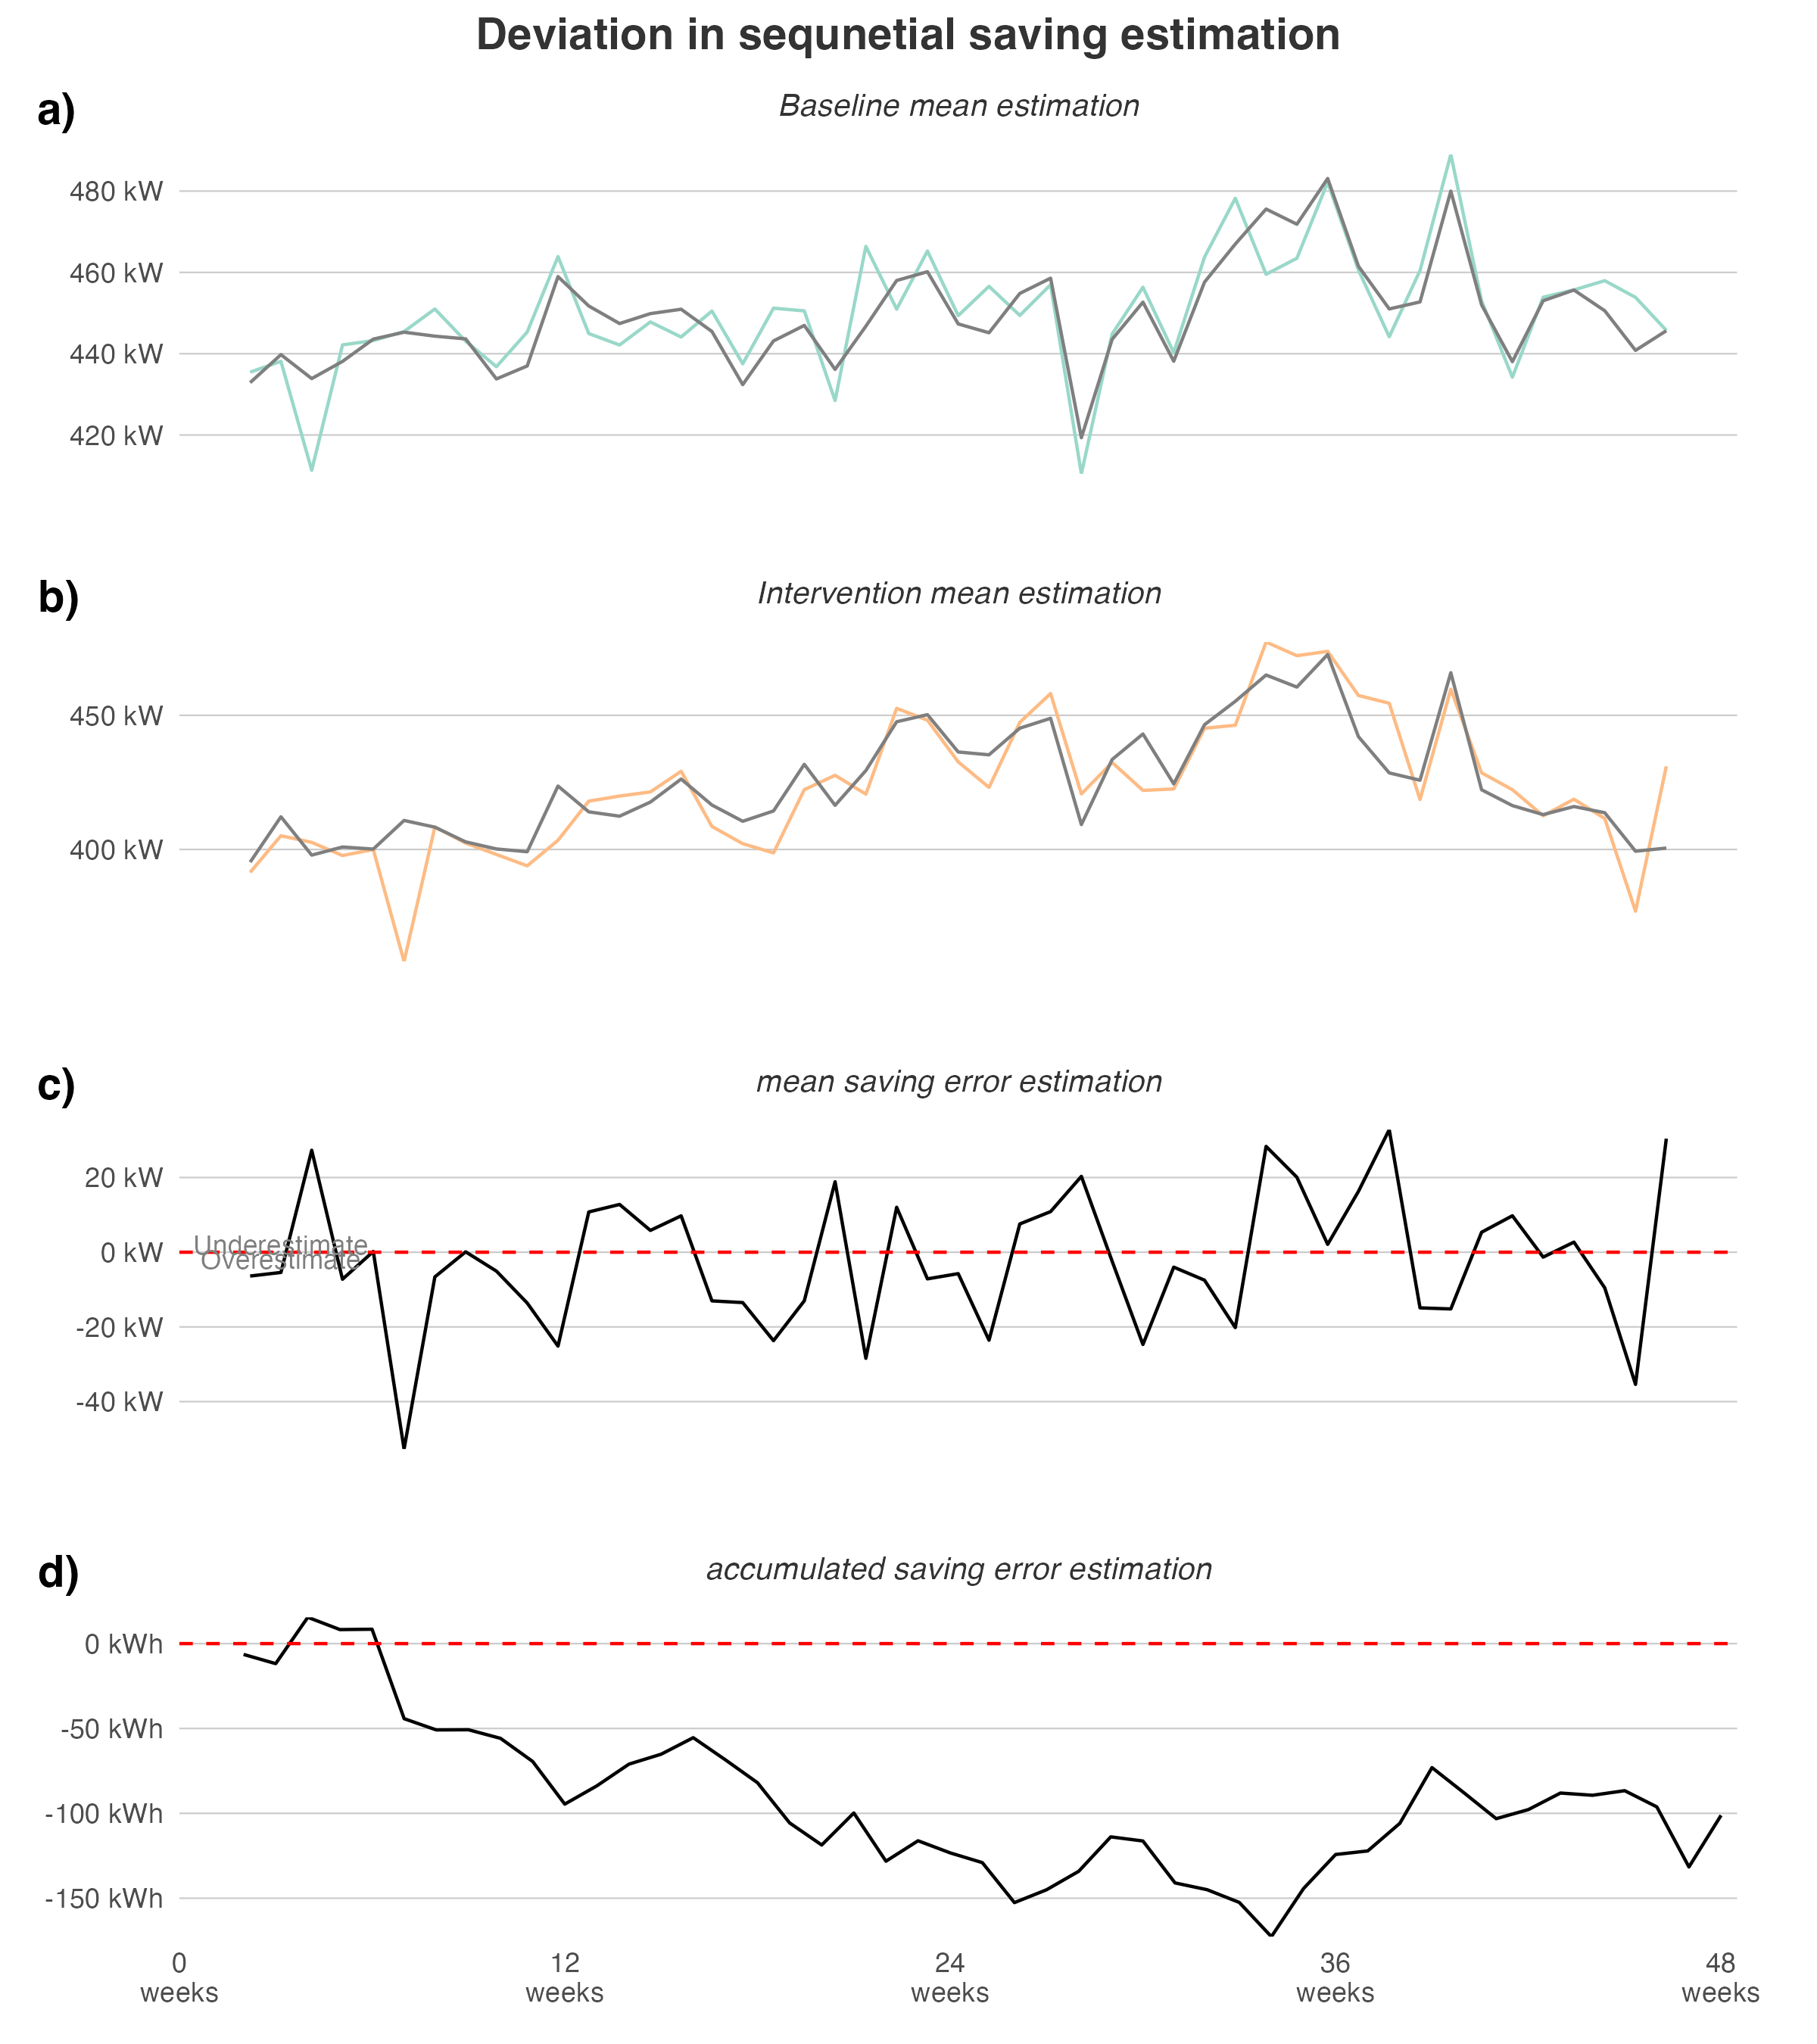 Deviation in sequnetial saving estimation
a)
Baseline mean estimation
480 kW
460 kW
440 kW
420 kW
b)
Intervention mean estimation
450 kW
400 kW
c)
mean saving error estimation
20 kW
0 kW
-20 kW
-40 kW
Underestimate
Overestimate
d)
accumulated saving error estimation
0 kWh
-50 kWh
-100 kWh
-150 kWh
0 12 24 36 48
weeks weeks weeks weeks weeks